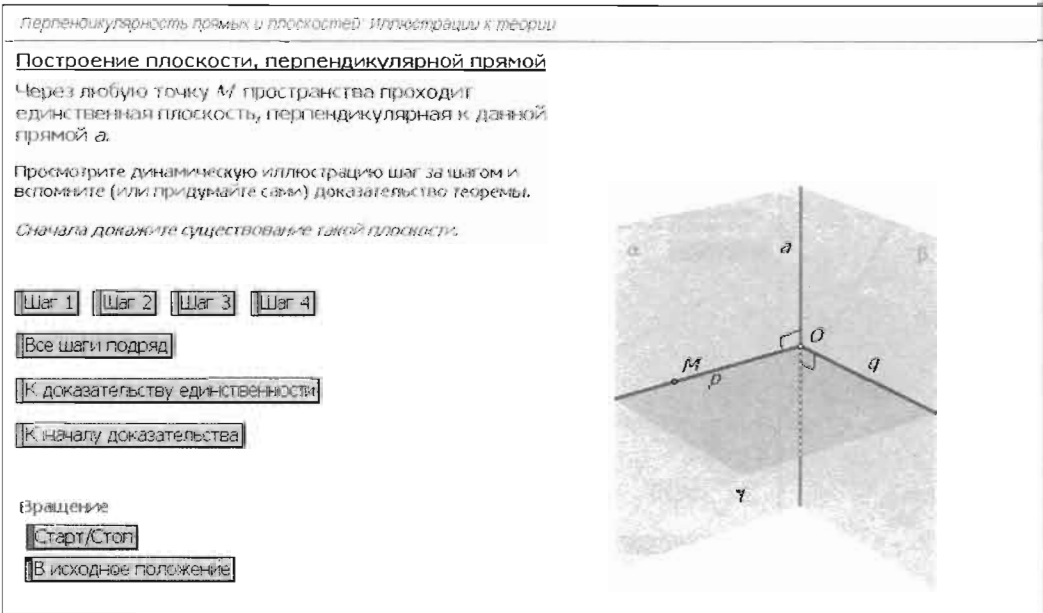 Перпендикулярность прямых и плоскостей. Иллюстрации к теории
Построение плоскости, перпендикулярной прямой
Через любую точку M пространства проходит
единственная плоскость, перпендикулярная к данной
прямой a.
Просмотрите динамическую иллюстрацию шаг за шагом и
вспомните (или придумайте сами) доказательство теоремы.
Сначала докажите существование такой плоскости.
Шаг 1 Шаг 2 Шаг 3 Шаг 4
Все шаги подряд
К доказательству единственности
К началу доказательства
Вращение
Старт/Стоп
В исходное положение
α a β
O
M p q
γ